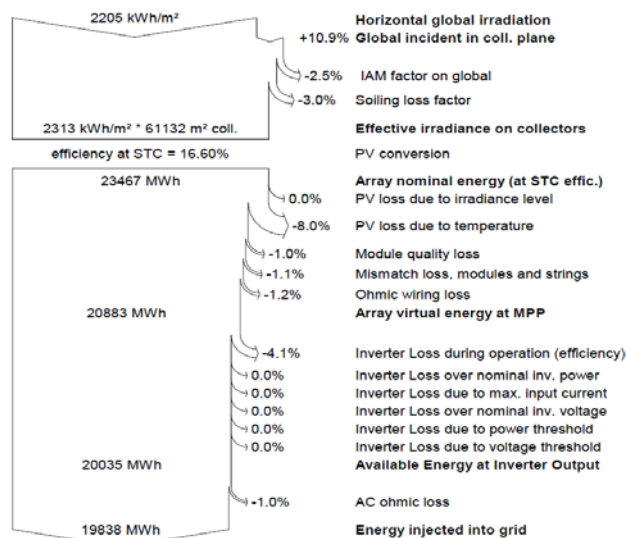 2205 kWh/m² Horizontal global irradiation
+10.9% Global incident in coll. plane
-2.5% IAM factor on global
-3.0% Soiling loss factor
2313 kWh/m² * 61132 m² coll. Effective irradiance on collectors
efficiency at STC = 16.60% PV conversion
23467 MWh Array nominal energy (at STC effic.)
0.0% PV loss due to irradiance level
-8.0% PV loss due to temperature
-1.0% Module quality loss
-1.1% Mismatch loss, modules and strings
-1.2% Ohmic wiring loss
20883 MWh Array virtual energy at MPP
-4.1% Inverter Loss during operation (efficiency)
0.0% Inverter Loss over nominal inv. power
0.0% Inverter Loss due to max. input current
0.0% Inverter Loss over nominal inv. voltage
0.0% Inverter Loss due to power threshold
0.0% Inverter Loss due to voltage threshold
20035 MWh Available Energy at Inverter Output
-1.0% AC ohmic loss
19838 MWh Energy injected into grid